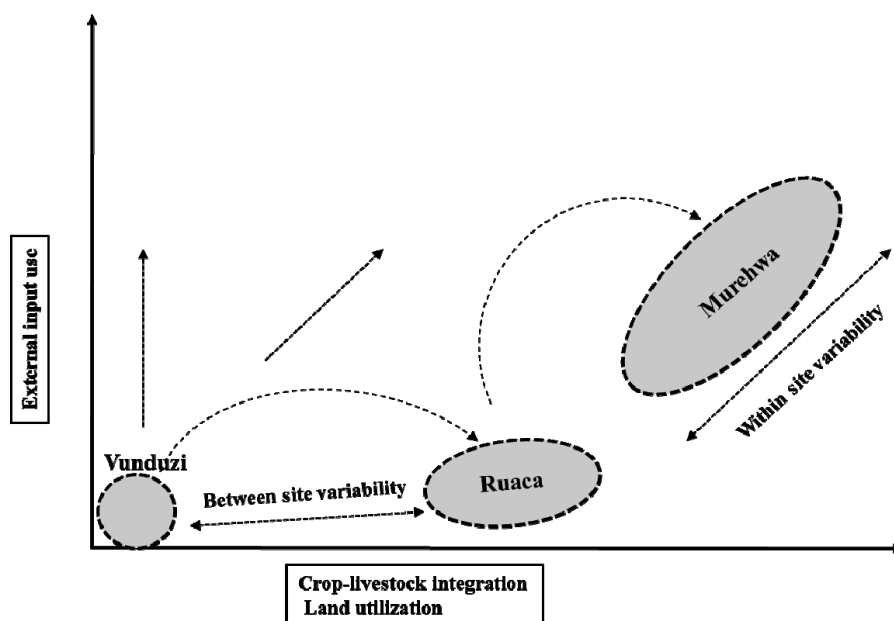 External input use
Murehwa
Within site variability
Vunduzi
Between site variability
Ruaca
Crop-livestock integration
Land utilization